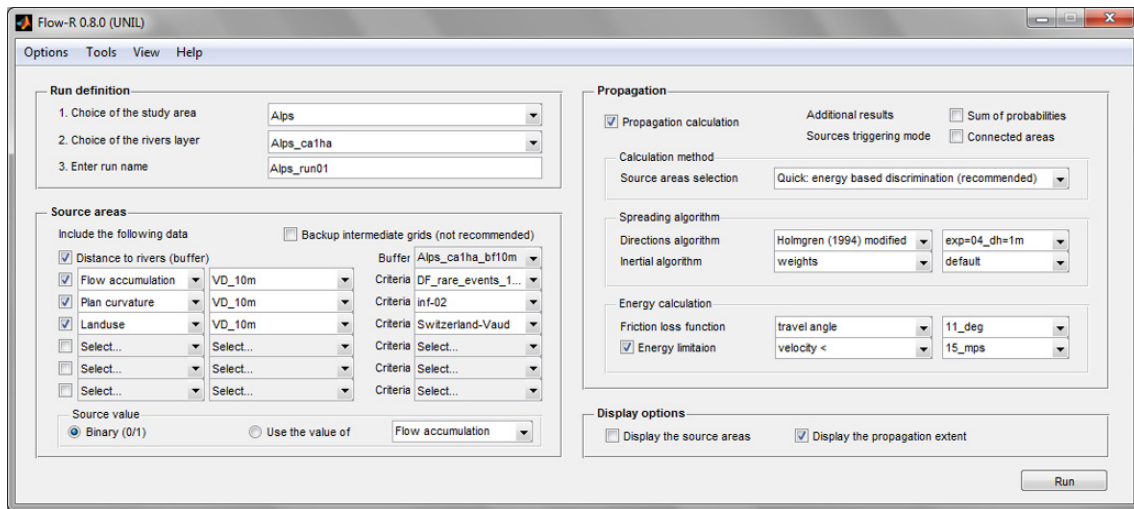 Flow-R 0.8.0 (UNIL)
Options Tools View Help
Run definition
1. Choice of the study area Alps
2. Choice of the rivers layer Alps_ca1ha
3. Enter run name Alps_run01
Source areas
Include the following data Backup intermediate grids (not recommended)
Distance to rivers (buffer) Buffer Alps_ca1ha_bf10m
Flow accumulation VD_10m Criteria DF_rare_events_1...
Plan curvature VD_10m Criteria inf-02
Landuse VD_10m Criteria Switzerland-Vaud
Select... Select... Criteria Select...
Select... Select... Criteria Select...
Select... Select... Criteria Select...
Source value
Binary (0/1) Use the value of Flow accumulation
Propagation
Propagation calculation Additional results Sum of probabilities
Sources triggering mode Connected areas
Calculation method
Source areas selection Quick: energy based discrimination (recommended)
Spreading algorithm
Directions algorithm Holmgren (1994) modified exp=04_dh=1m
Inertial algorithm weights default
Energy calculation
Friction loss function travel angle 11_deg
Energy limitaion velocity < 15_mps
Display options
Display the source areas Display the propagation extent
Run